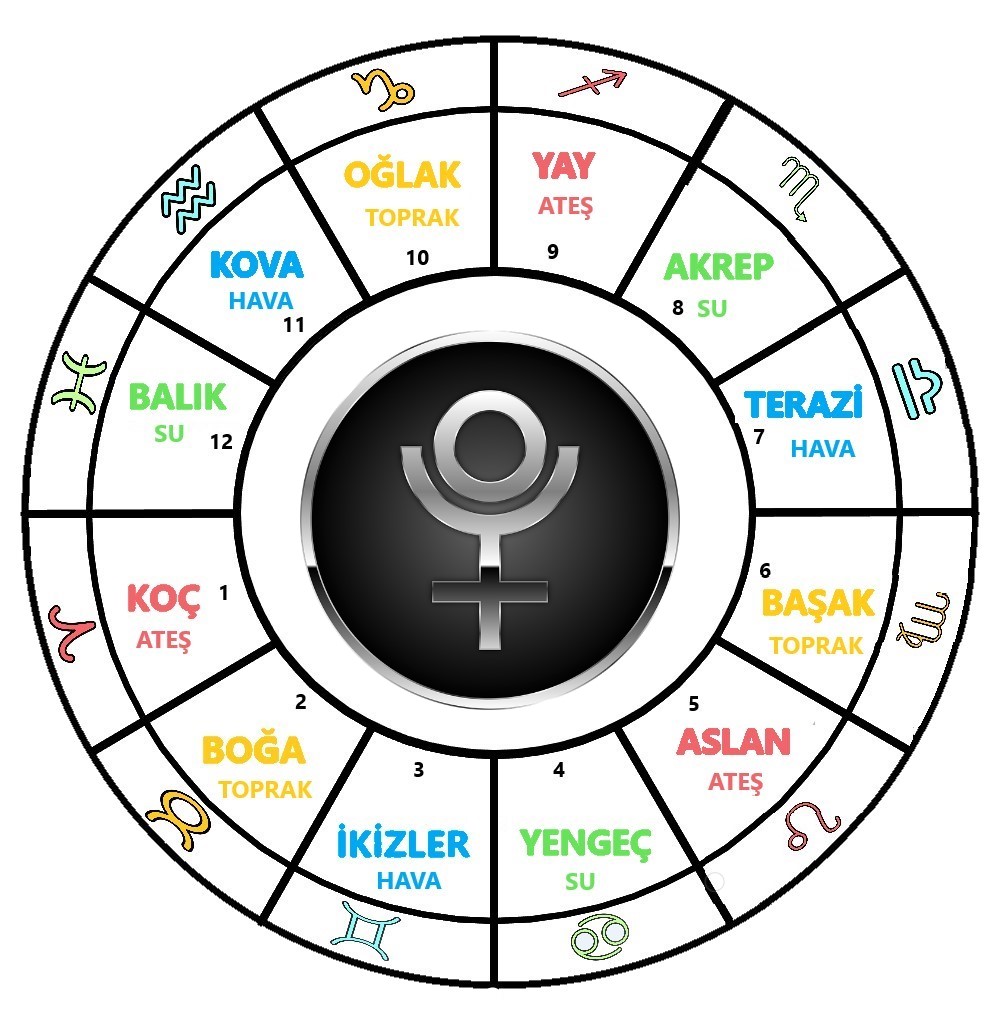 KOÇ
ATEŞ
1
BOĞA
TOPRAK
2
İKİZLER
HAVA
3
YENGEÇ
SU
4
ASLAN
ATEŞ
5
BAŞAK
TOPRAK
6
TERAZİ
HAVA
7
AKREP
SU
8
YAY
ATEŞ
9
OĞLAK
TOPRAK
10
KOVA
HAVA
11
BALIK
SU
12